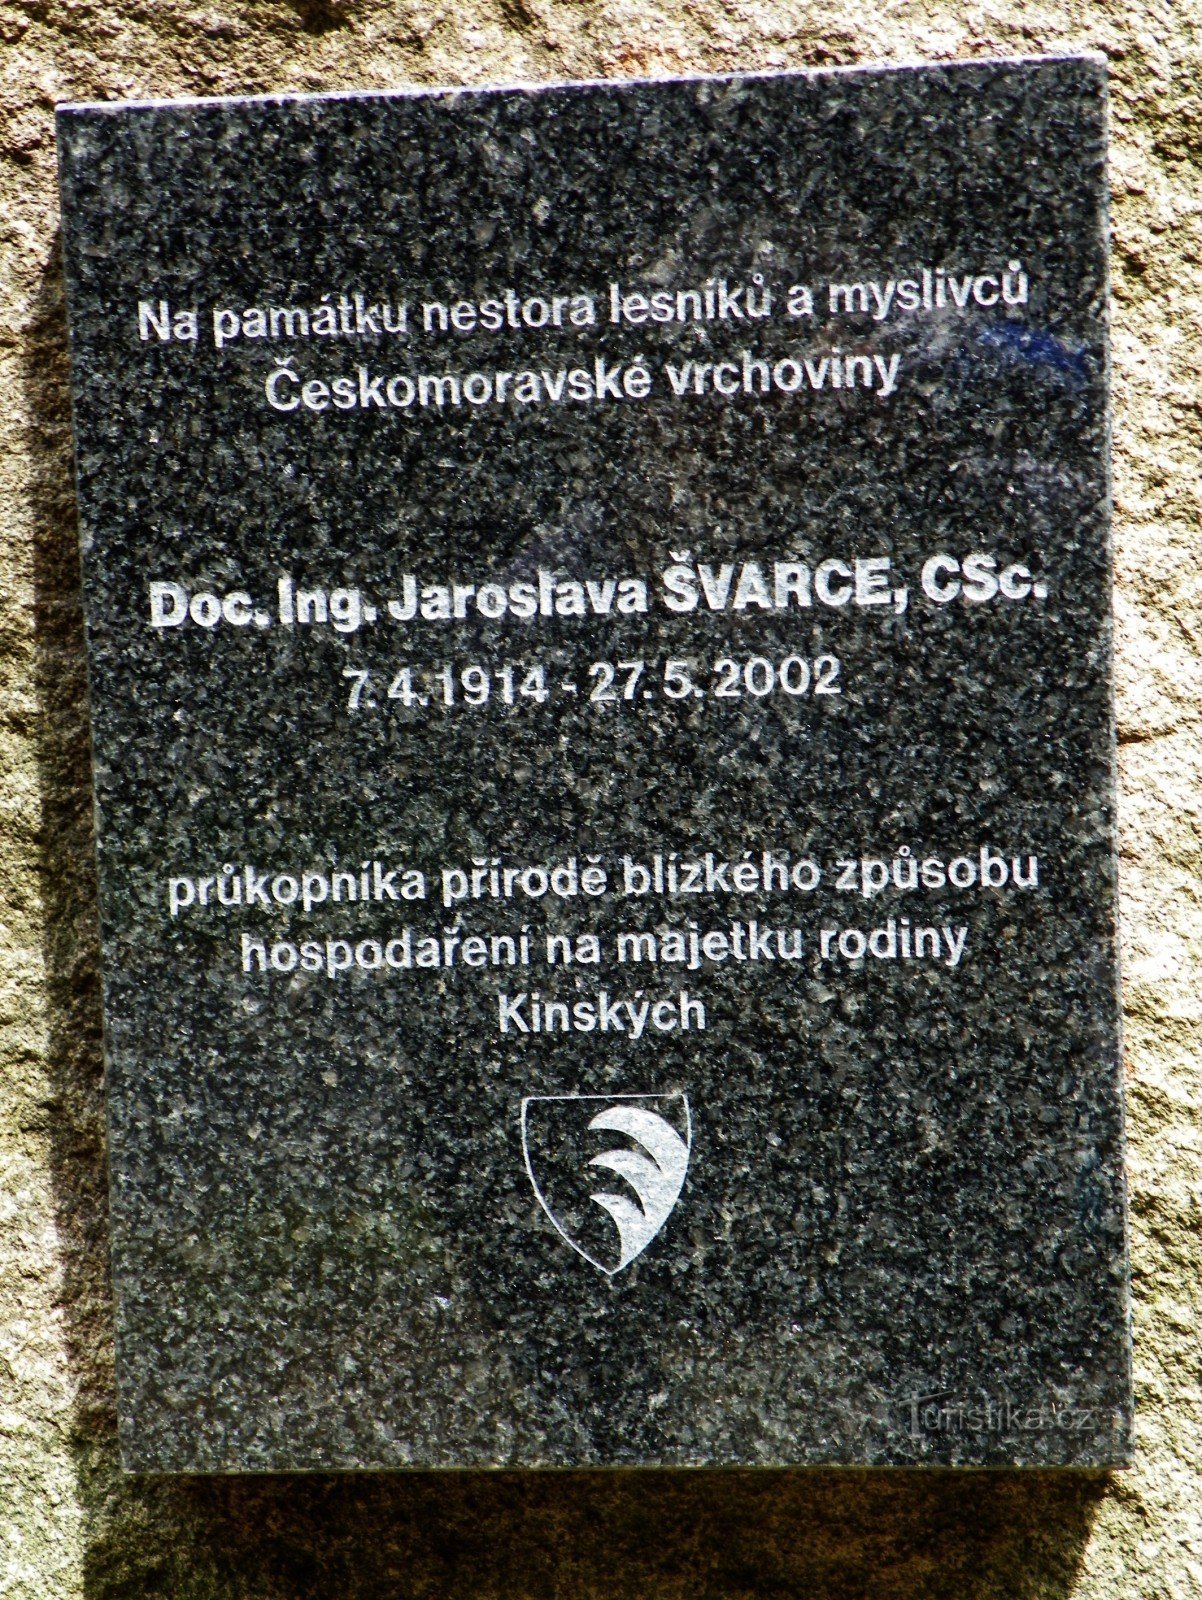 Na památku nestora lesníků a myslivců
Českomoravské vrchoviny
Doc. Ing. Jaroslava ŠVARCE, CSc.
7. 4. 1914 - 27. 5. 2002
průkopníka přírodě blízkého způsobu
hospodaření na majetku rodiny
Kinských
Turistika.cz